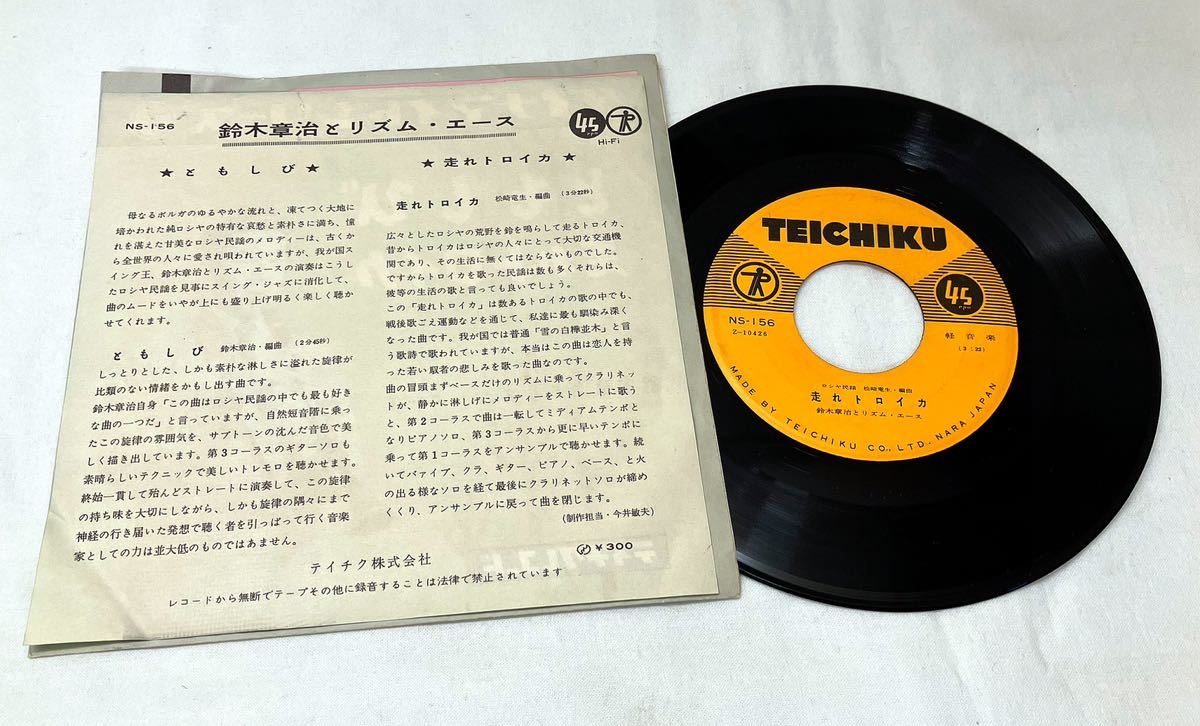 NS-156
鈴木章治とリズム・エース
45
rpm
Hi-Fi
★ともしび★
母なるボルガのゆるやかな流れと、凍てつく大地に
培かわれた純ロシヤの特有な哀愁と素朴さに満ち、憧
れを湛えた甘美なロシヤ民謡のメロディーは、古くか
ら全世界の人々に愛され唄われていますが、我が国ス
イング王、鈴木章治とリズム・エースの演奏はこうし
たロシヤ民謡を見事にスイング・ジャズに消化して、
曲のムードをいやが上にも盛り上げ明るく楽しく聴か
せてくれます。
ともしび 鈴木章治・編曲 (2分45秒)
しっとりとした、しかも素朴な淋しさに溢れた旋律が
比類のない情緒をかもし出す曲です。
鈴木章治自身「この曲はロシヤ民謡の中でも最も好き
な曲の一つだ」と言っていますが、自然短音階に乗っ
たこの旋律の雰囲気を、サブトーンの沈んだ音色で美
しく描き出しています。第3コーラスのギターソロも
素晴らしいテクニックで美しいトレモロを聴かせます。
終始一貫して殆んどストレートに演奏して、この旋律
の持ち味を大切にしながら、しかも旋律の隅々にまで
神経の行き届いた発想で聴く者を引っぱって行く音楽
家としての力は並大低のものではありません。
★走れトロイカ★
走れトロイカ 松崎竜生・編曲 (3分22秒)
広々としたロシヤの荒野を鈴を鳴らして走るトロイカ、
昔からトロイカはロシヤの人々にとって大切な交通機
関であり、その生活に無くてはならないものでした。
ですからトロイカを歌った民謡は数も多くそれらは、
彼等の生活の歌と言っても良いでしょう。
この「走れトロイカ」は数あるトロイカの歌の中でも、
戦後歌ごえ運動などを通じて、私達に最も馴染み深く
なった曲です。我が国では普通「雪の白樺並木」と言
う歌詩で歌われていますが、本当はこの曲は恋人を持
った若い馭者の悲しみを歌った曲なのです。
曲の冒頭まずベースだけのリズムに乗ってクラリネッ
トが、静かに淋しげにメロディーをストレートに歌う
と、第2コーラスで曲は一転してミディアムテンポと
なりピアノソロ、第3コーラスから更に早いテンポに
乗って第1コーラスをアンサンブルで聴かせます。続
いてバァイブ、クラ、ギター、ピアノ、ベース、と火
の出る様なソロを経て最後にクラリネットソロが締め
くくり、アンサンブルに戻って曲を閉じます。
(制作担当・今井敏夫)
¥300
テイチク株式会社
レコードから無断でテープその他に録音することは法律で禁止されています
TEICHIKU
45
rpm
NS-156
Z-10426
軽音楽
(3:22)
ロシヤ民謡 松崎竜生・編曲
走れトロイカ
鈴木章治とリズム・エース
MADE BY TEICHIKU CO., LTD. NARA JAPAN